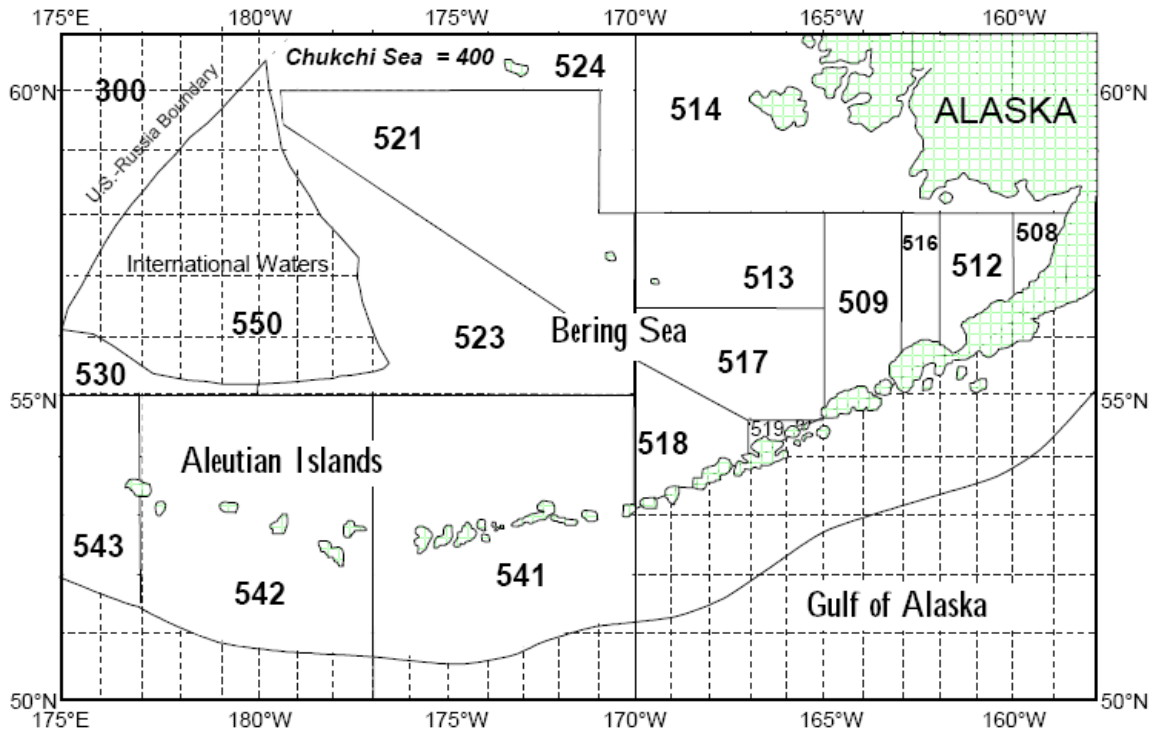 175°E 180°W 175°W 170°W 165°W 160°W
Chukchi Sea = 400
524
60°N
300
514
60°N
ALASKA
U.S.-Russia Boundary
521
516
508
International Waters
513
512
509
550
523
Bering Sea
517
530
55°N
55°N
519
518
Aleutian Islands
543
542
541
Gulf of Alaska
50°N
50°N
175°E 180°W 175°W 170°W 165°W 160°W